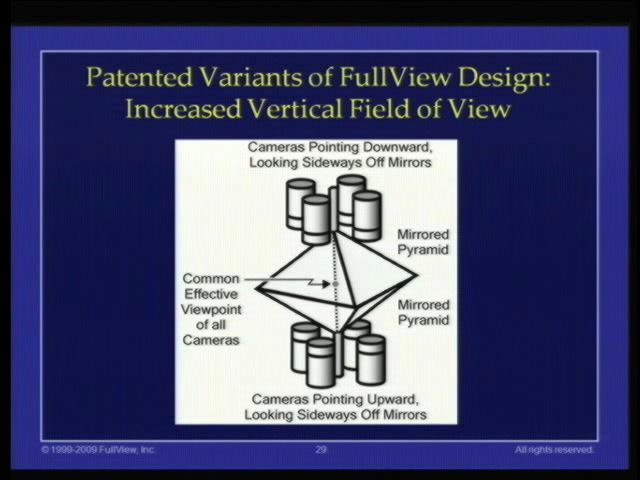 Patented Variants of FullView Design:
Increased Vertical Field of View
Cameras Pointing Downward,
Looking Sideways Off Mirrors
Mirrored
Pyramid
Common
Effective
Viewpoint
of all
Cameras
Mirrored
Pyramid
Cameras Pointing Upward,
Looking Sideways Off Mirrors
© 1999-2009 FullView, Inc.
29
All rights reserved.